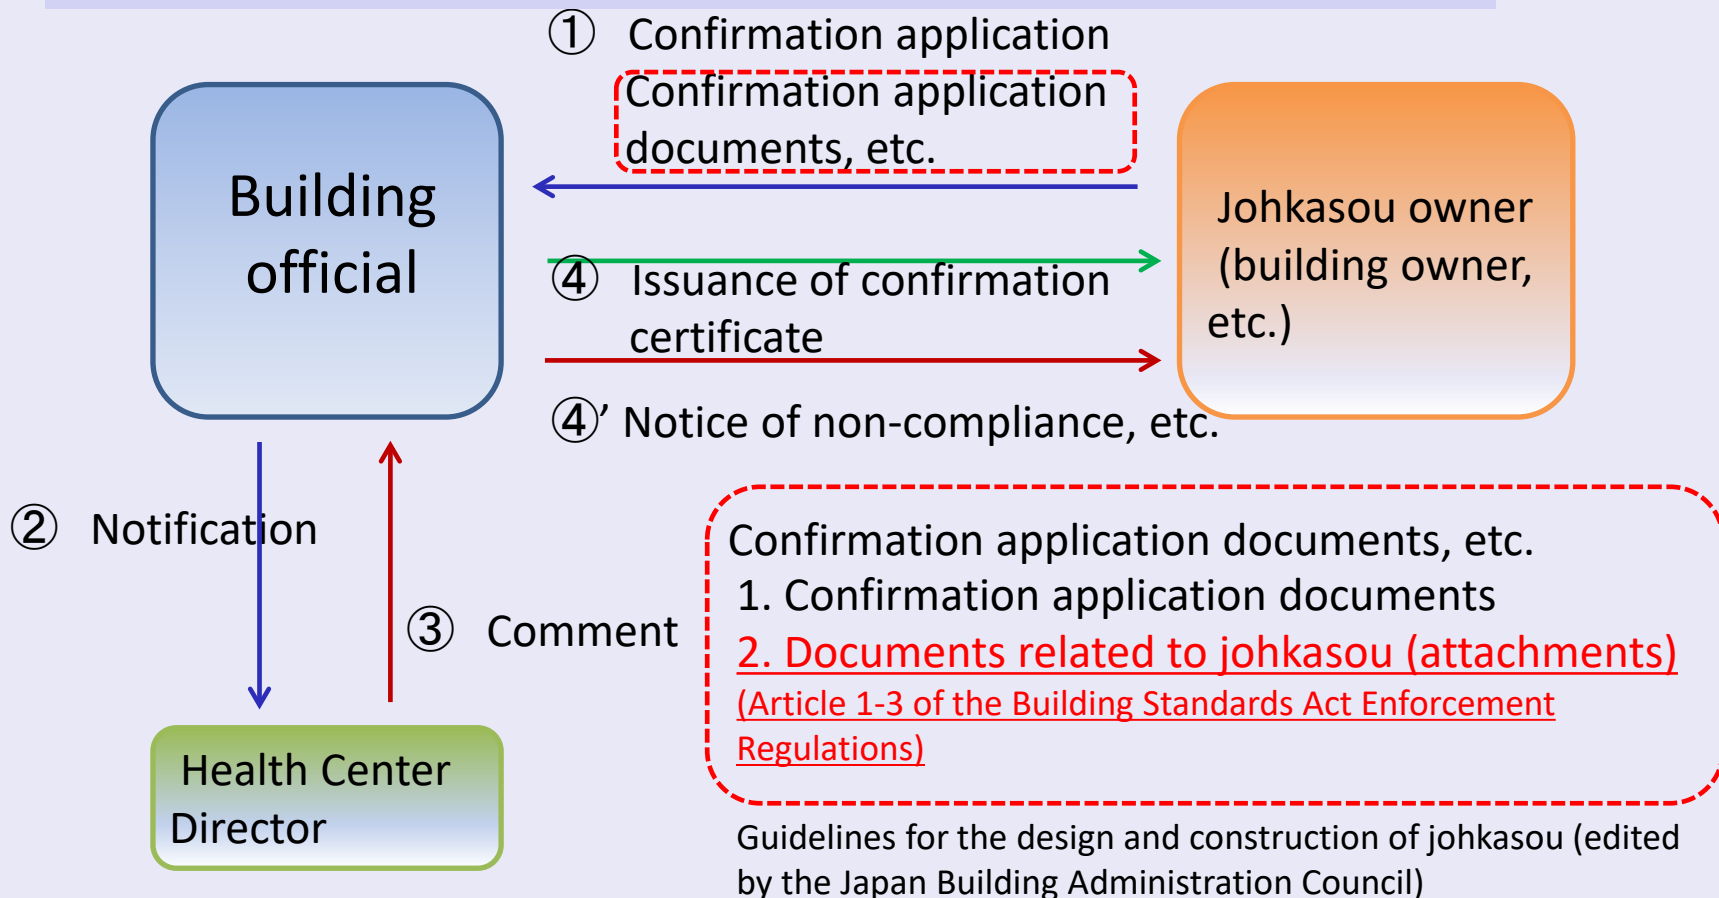 ① Confirmation application
Confirmation application
documents, etc.
Building
official
Johkasou owner
(building owner,
etc.)
④ Issuance of confirmation
certificate
④’ Notice of non-compliance, etc.
② Notification
③ Comment
Health Center
Director
Confirmation application documents, etc.
1. Confirmation application documents
2. Documents related to johkasou (attachments)
(Article 1-3 of the Building Standards Act Enforcement
Regulations)
Guidelines for the design and construction of johkasou (edited
by the Japan Building Administration Council)